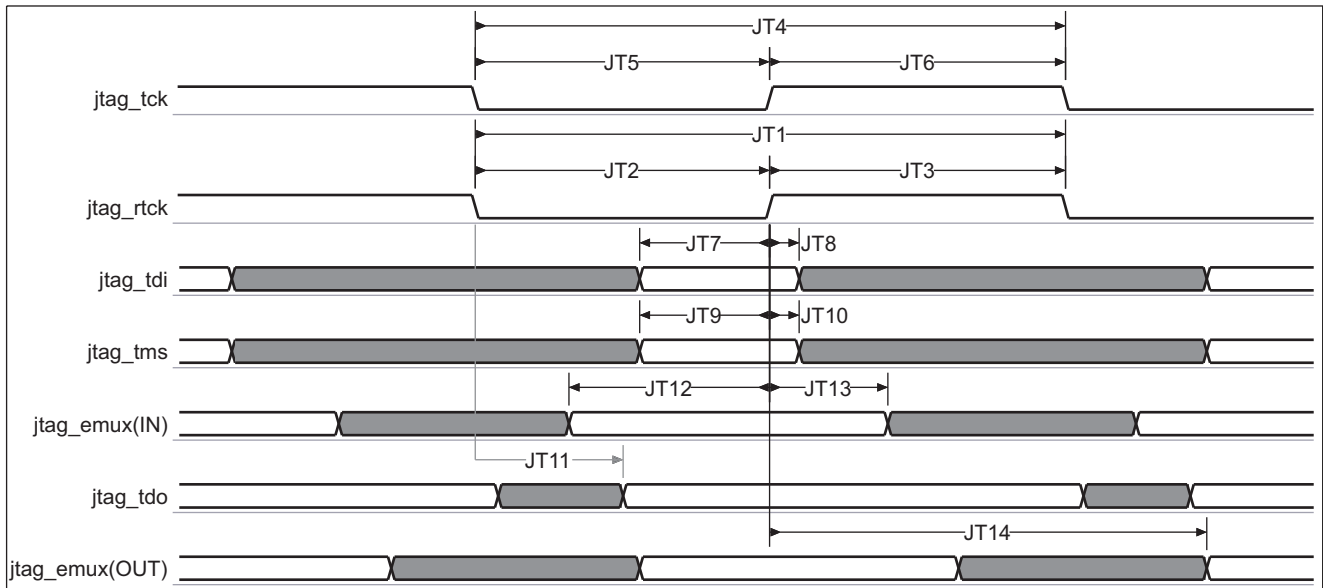 JT4
JT5 JT6
jtag_tck
JT1
JT2 JT3
jtag_rtck
JT7 JT8
jtag_tdi
JT9 JT10
jtag_tms
JT12 JT13
jtag_emux(IN)
JT11
jtag_tdo
JT14
jtag_emux(OUT)